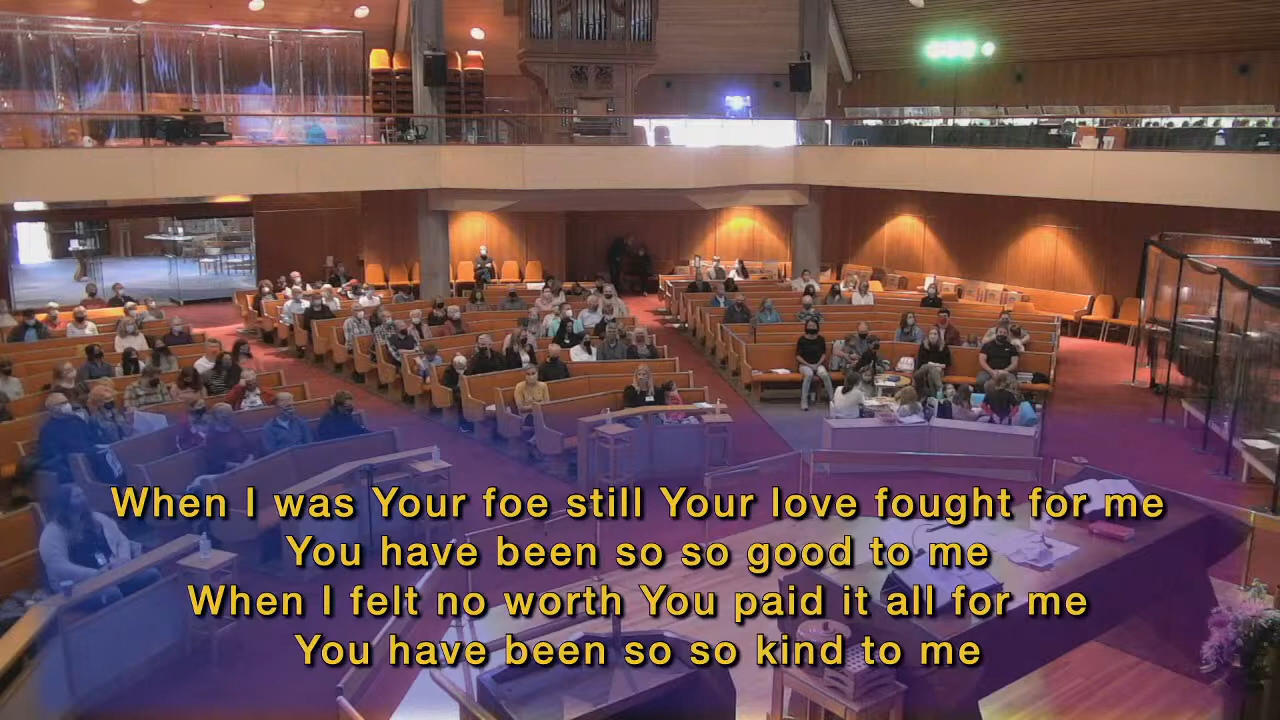 When I was Your foe still Your love fought for me
You have been so so good to me
When I felt no worth You paid it all for me
You have been so so kind to me